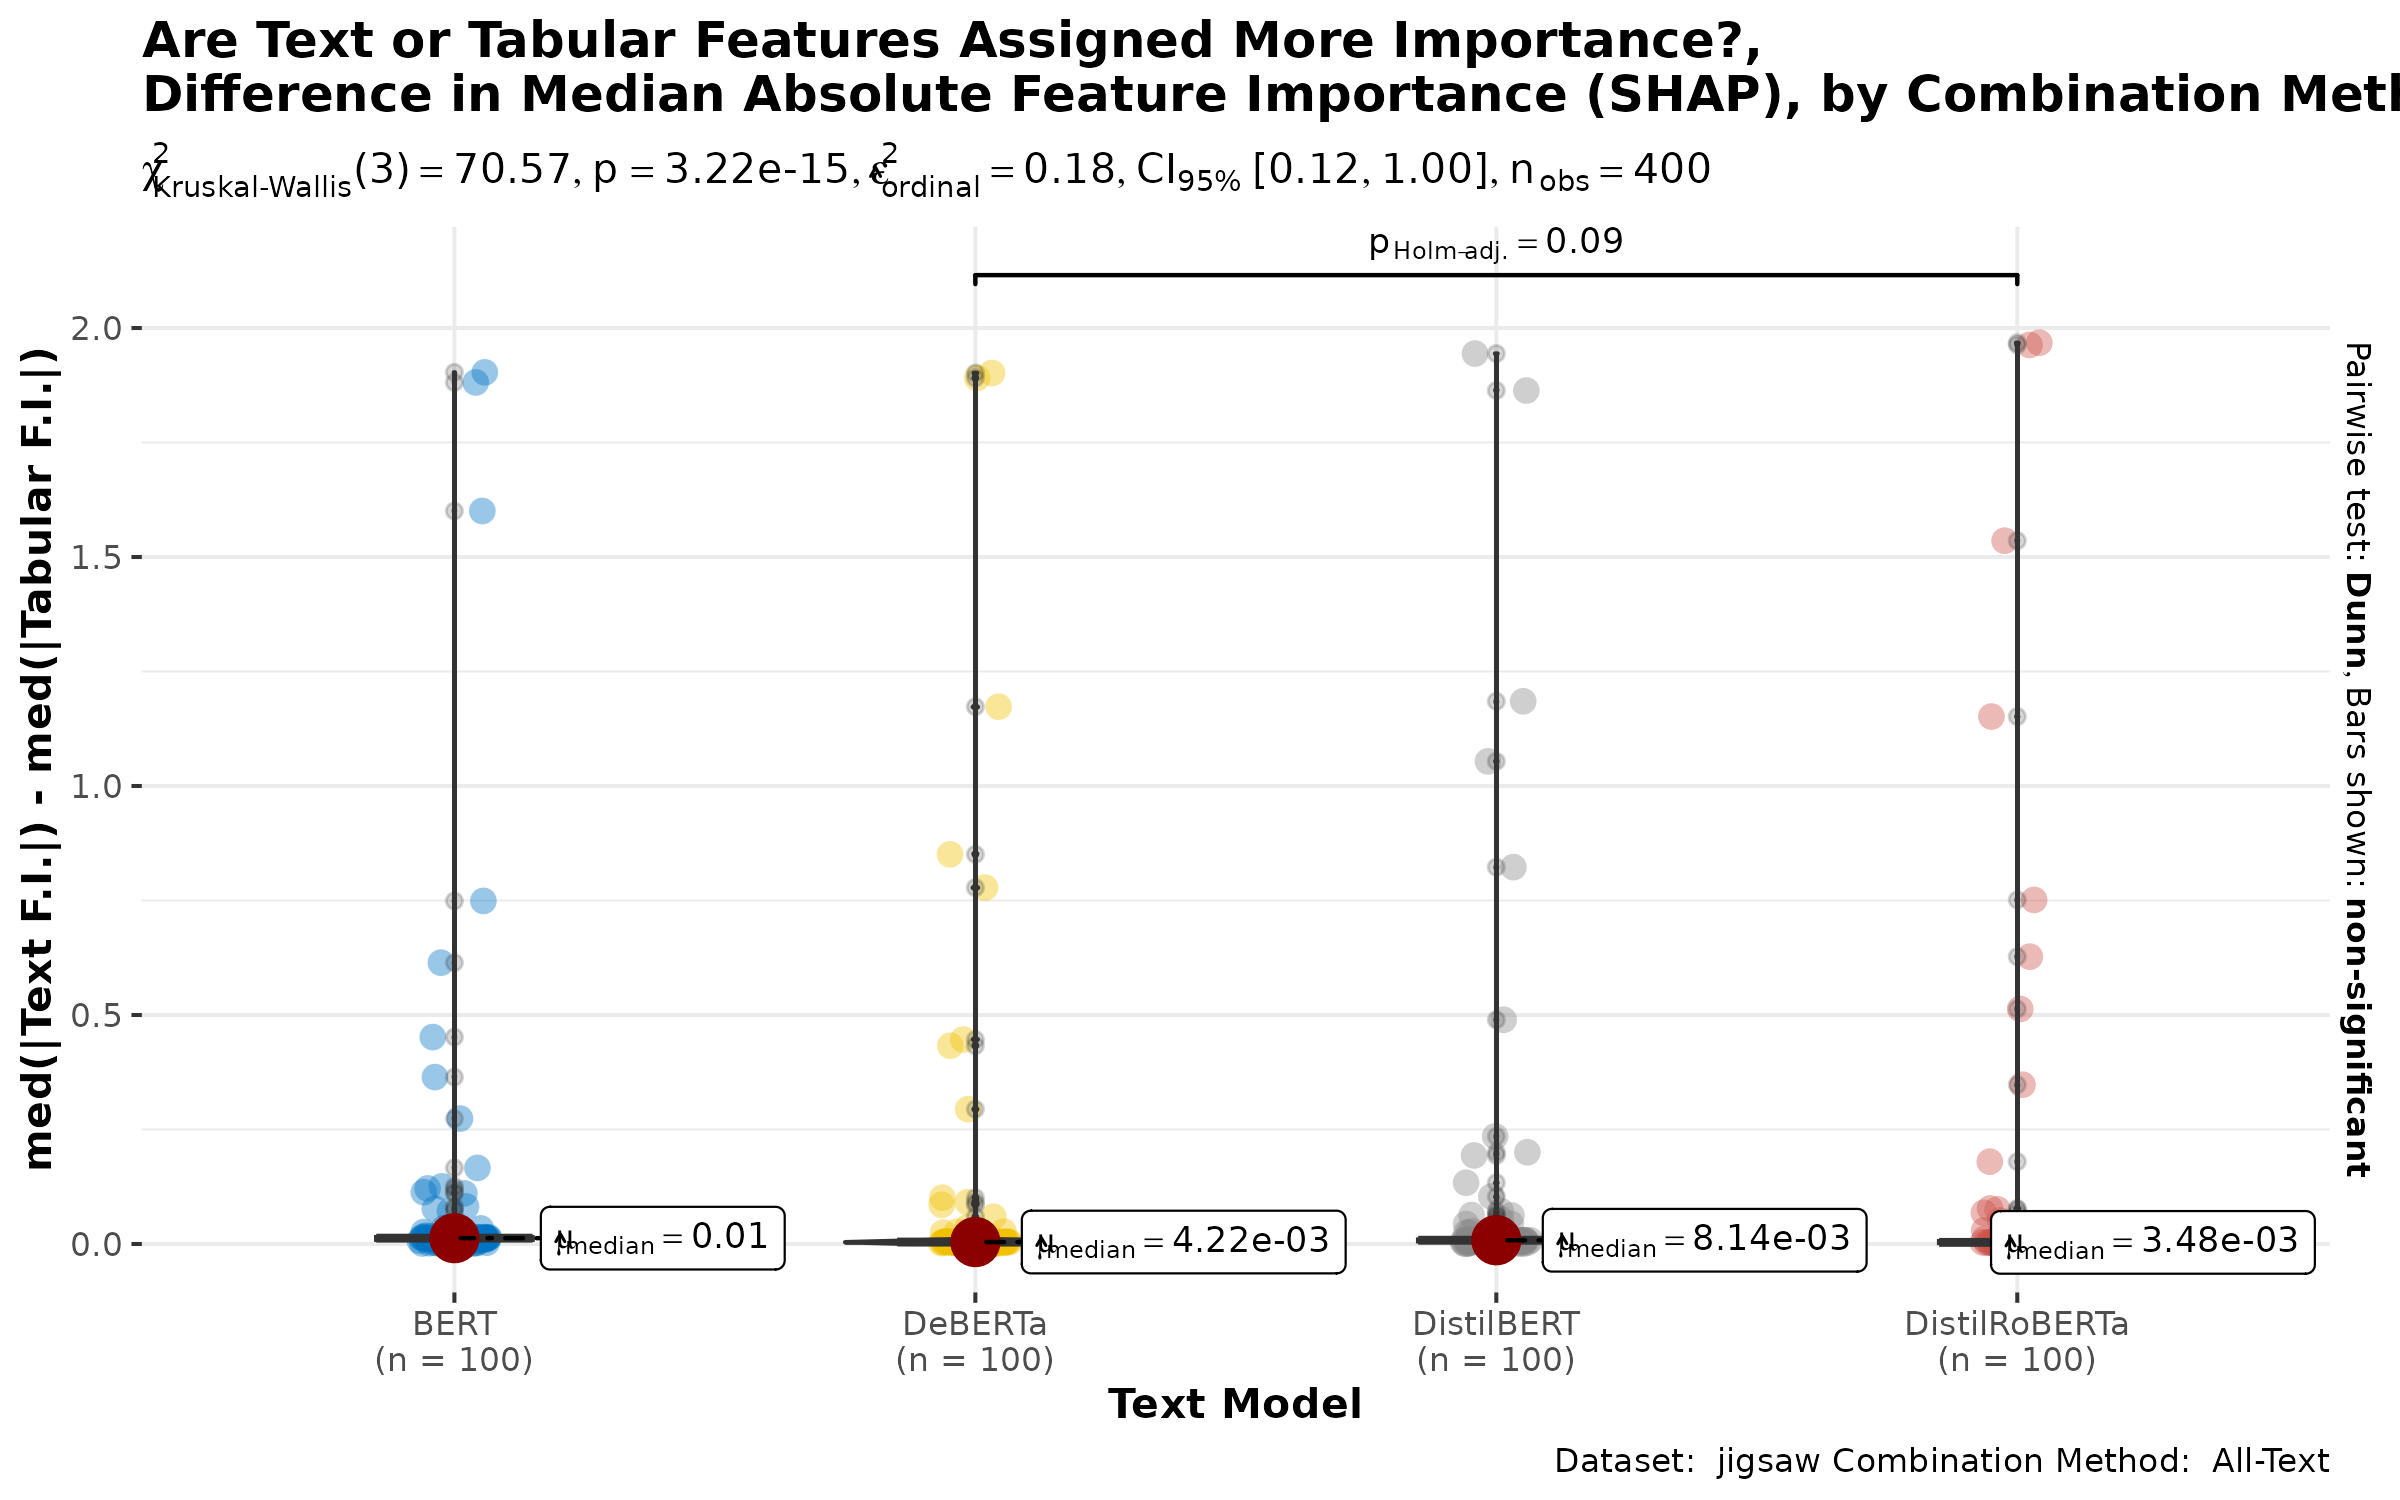 Are Text or Tabular Features Assigned More Importance?,
Difference in Median Absolute Feature Importance (SHAP), by Combination Meth
χ²Kruskal-Wallis(3) = 70.57, p = 3.22e-15, ε̂²ordinal = 0.18, CI95% [0.12, 1.00], nobs = 400
pHolm-adj. = 0.09
med(|Text F.I.|) - med(|Tabular F.I.|)
2.0
1.5
1.0
0.5
0.0
Pairwise test: Dunn, Bars shown: non-significant
μ̂median = 0.01
μ̂median = 4.22e-03
μ̂median = 8.14e-03
μ̂median = 3.48e-03
BERT
(n = 100)
DeBERTa
(n = 100)
DistilBERT
(n = 100)
DistilRoBERTa
(n = 100)
Text Model
Dataset: jigsaw Combination Method: All-Text